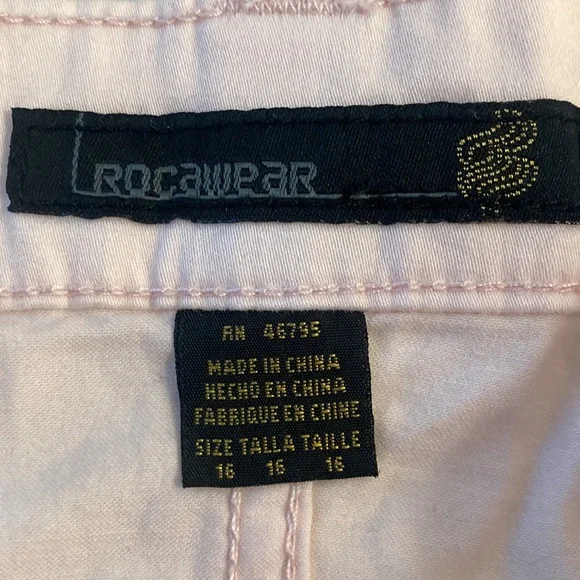 ROCAWEAR
RN 46795
MADE IN CHINA
HECHO EN CHINA
FABRIQUE EN CHINE
SIZE TALLA TAILLE
16 16 16